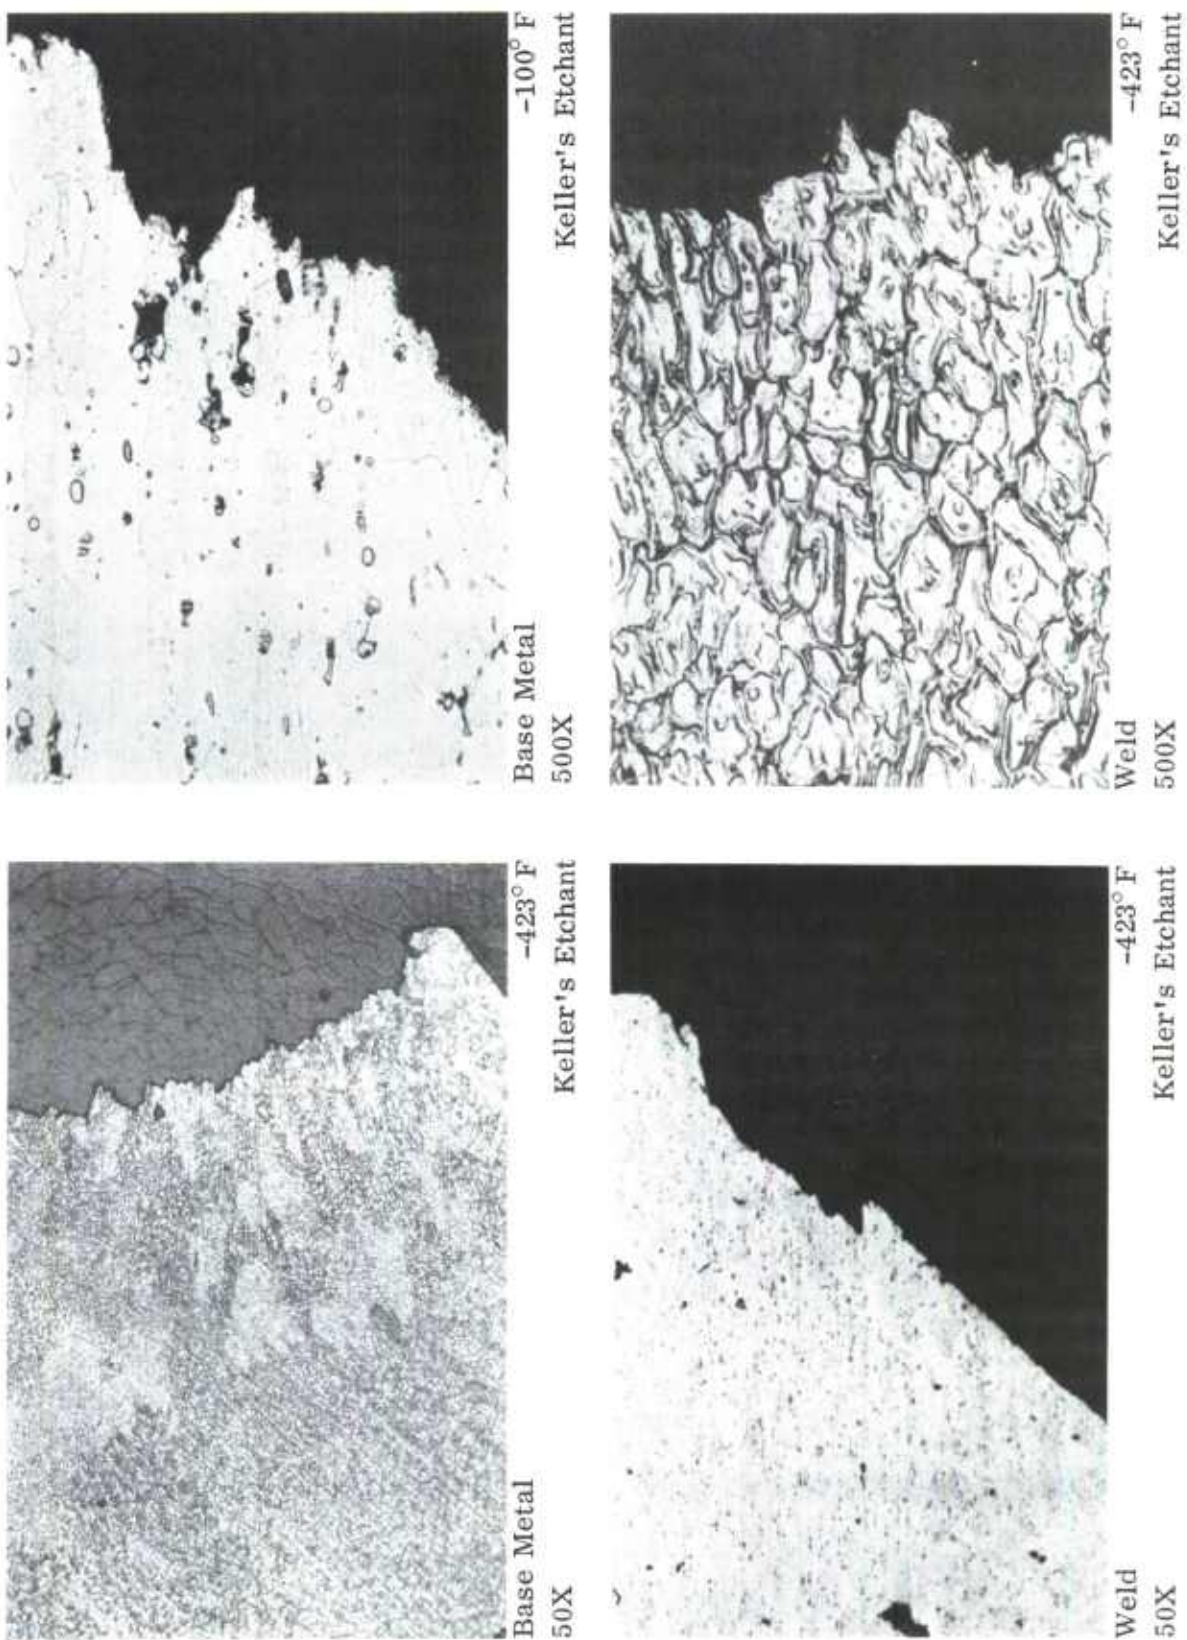 Base Metal -423° F
50X Keller's Etchant
Base Metal -100° F
500X Keller's Etchant
Weld -423° F
50X Keller's Etchant
Weld -423° F
500X Keller's Etchant